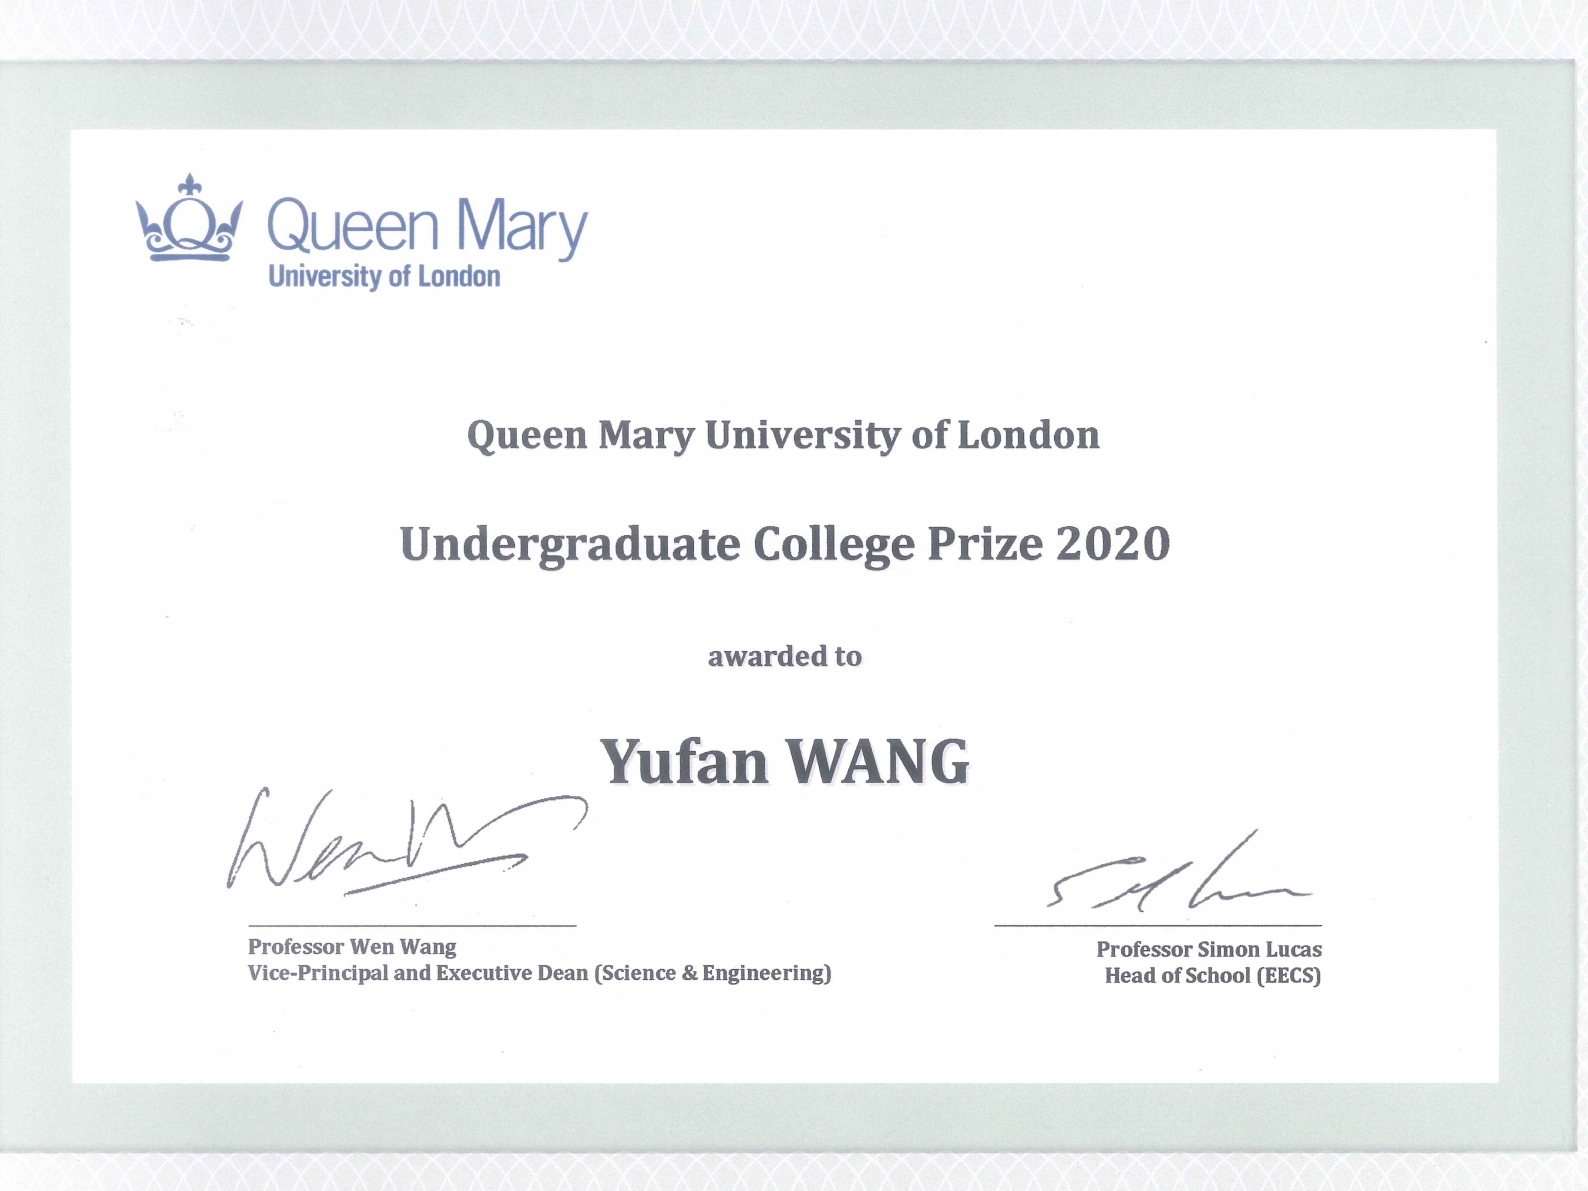 Queen Mary
University of London
Queen Mary University of London
Undergraduate College Prize 2020
awarded to
Yufan WANG
Wen W
Professor Wen Wang
Vice-Principal and Executive Dean (Science & Engineering)
Professor Simon Lucas
Head of School (EECS)